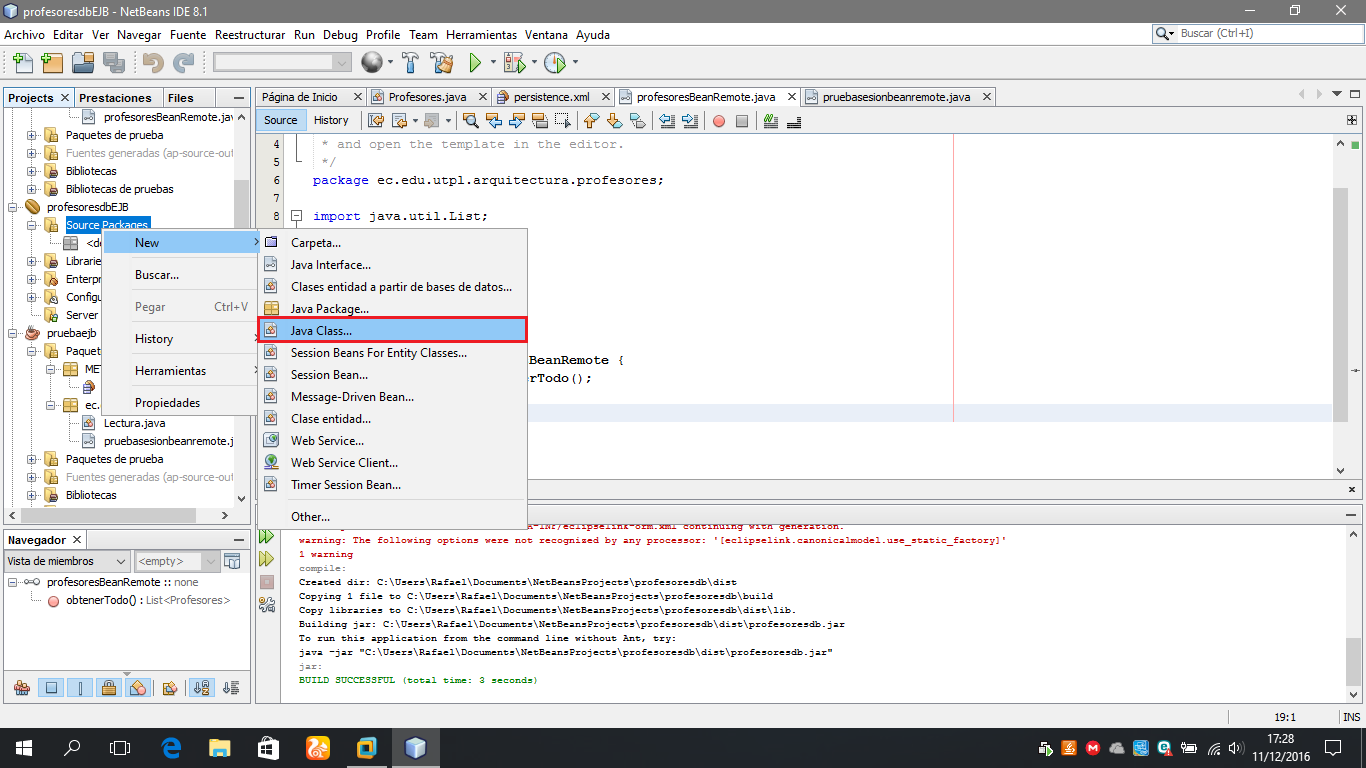 profesoresdbEJB - NetBeans IDE 8.1
Archivo Editar Ver Navegar Fuente Reestructurar Run Debug Profile Team Herramientas Ventana Ayuda
Buscar (Ctrl+I)
Projects Prestaciones Files
profesoresBeanRemote.jav
Paquetes de prueba
Fuentes generadas (ap-source-out
Bibliotecas
Bibliotecas de pruebas
profesoresdbEJB
Source Packages
<de
Librarie
Enterpr
Configu
Server
pruebaejb
Paquet
MET
ec.
Lectura.java
pruebasesionbeanremote.j
Paquetes de prueba
Fuentes generadas (ap-source-out
Bibliotecas
New
Buscar...
Pegar Ctrl+V
History
Herramientas
Propiedades
Carpeta...
Java Interface...
Clases entidad a partir de bases de datos...
Java Package...
Java Class...
Session Beans For Entity Classes...
Session Bean...
Message-Driven Bean...
Clase entidad...
Web Service...
Web Service Client...
Timer Session Bean...
Other...
Página de Inicio Profesores.java persistence.xml profesoresBeanRemote.java pruebasesionbeanremote.java
Source History
4 * and open the template in the editor.
5 */
6 package ec.edu.utpl.arquitectura.profesores;
7
8 import java.util.List;
BeanRemote {
erTodo();
Navegador
Vista de miembros <empty>
profesoresBeanRemote :: none
obtenerTodo() : List<Profesores>
A-INF/eclipselink-orm.xml continuing with generation.
warning: The following options were not recognized by any processor: '[eclipselink.canonicalmodel.use_static_factory]'
1 warning
compile:
Created dir: C:\Users\Rafael\Documents\NetBeansProjects\profesoresdb\dist
Copying 1 file to C:\Users\Rafael\Documents\NetBeansProjects\profesoresdb\build
Copy libraries to C:\Users\Rafael\Documents\NetBeansProjects\profesoresdb\dist\lib.
Building jar: C:\Users\Rafael\Documents\NetBeansProjects\profesoresdb\dist\profesoresdb.jar
To run this application from the command line without Ant, try:
java -jar "C:\Users\Rafael\Documents\NetBeansProjects\profesoresdb\dist\profesoresdb.jar"
jar:
BUILD SUCCESSFUL (total time: 3 seconds)
19:1 INS
17:28
11/12/2016